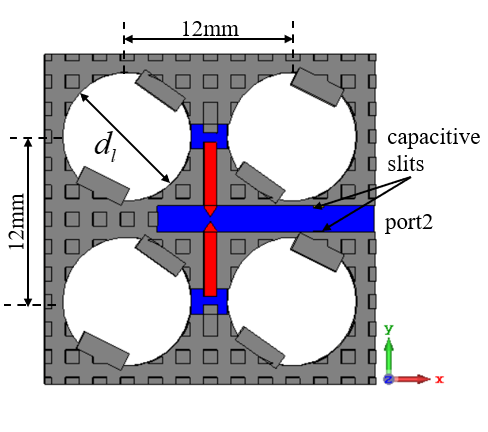 12mm
d_l
capacitive
slits
12mm
port2
y
z
x